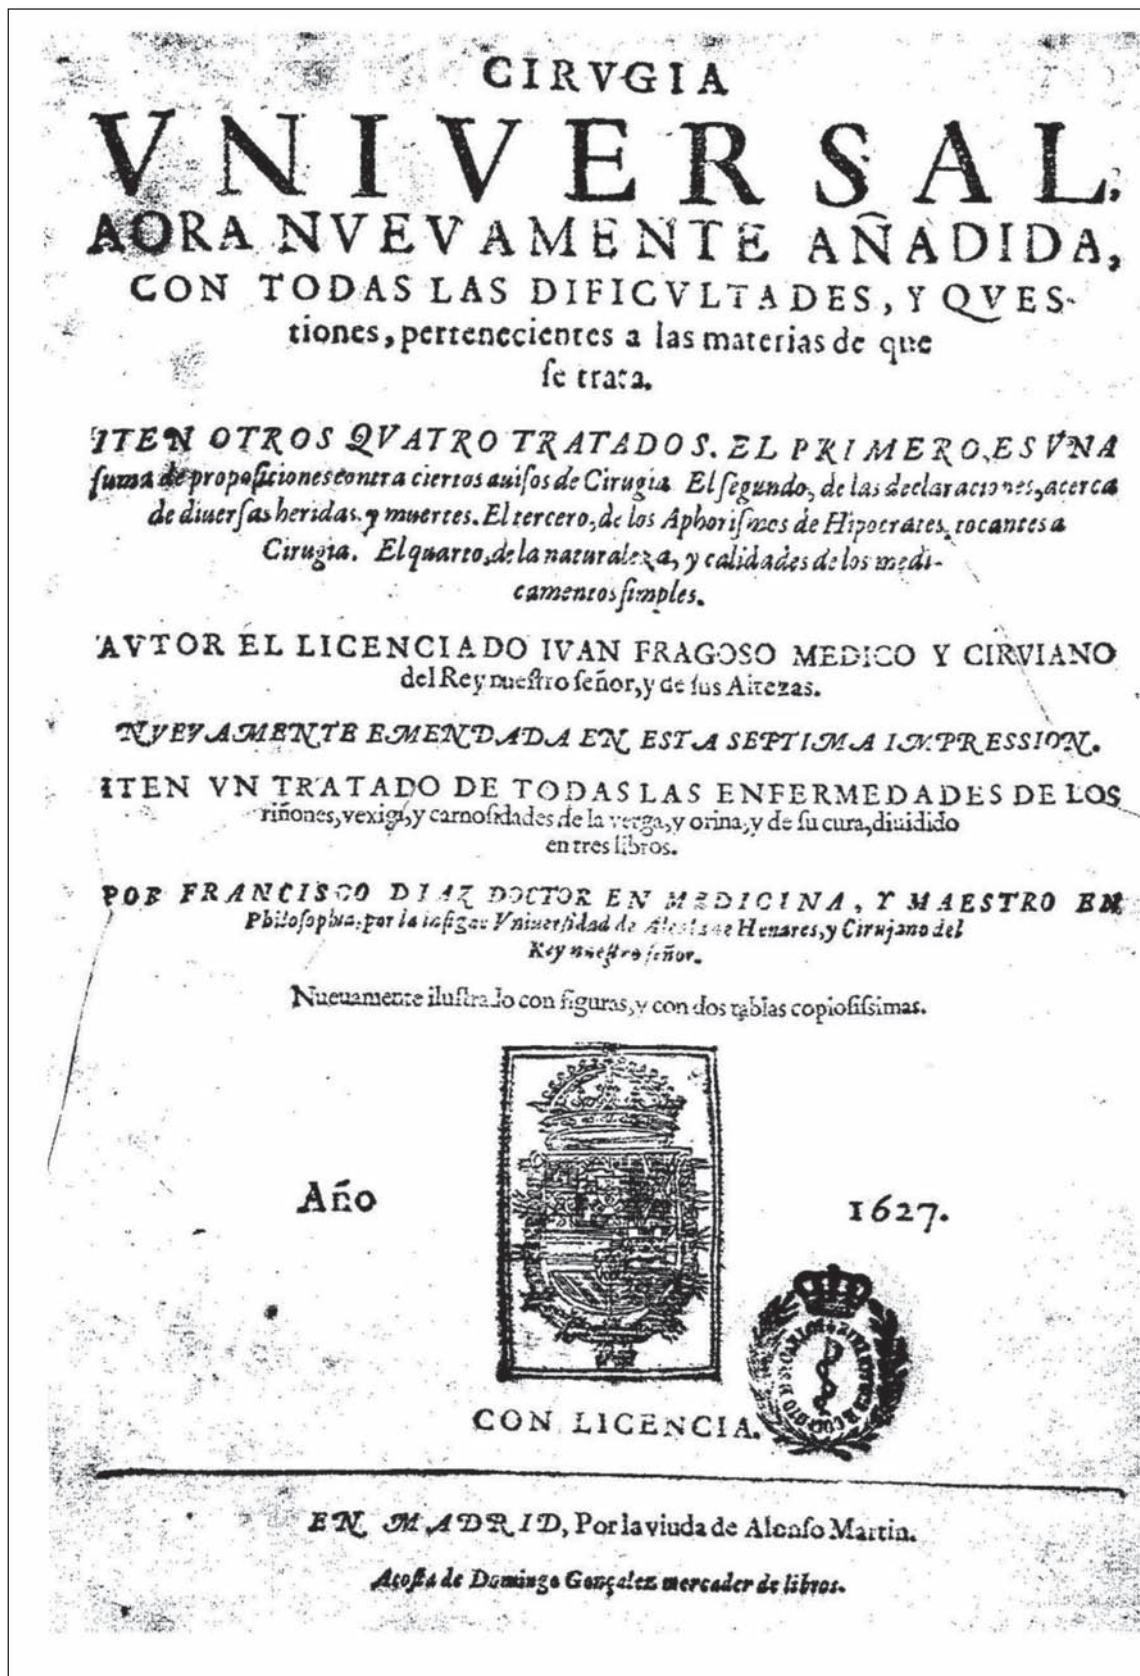 CIRVGIA
VNIVERSAL,
AORA NVEVAMENTE AÑADIDA,
CON TODAS LAS DIFICVLTADES, Y QVES-
tiones, pertenecientes a las materias de que
ſe trata.
ITEN OTROS QVATRO TRATADOS. EL PRIMERO, ES VNA
ſuma de propoſiciones contra ciertos auiſos de Cirugia El ſegundo, de las declaraciones, acerca
de diuerſas heridas, y muertes. El tercero, de los Aphoriſmos de Hipocrates, tocantes a
Cirugia. El quarto, de la naturaleza, y calidades de los medi-
camentos ſimples.
AVTOR EL LICENCIADO IVAN FRAGOSO MEDICO Y CIRVIANO
del Rey nueſtro ſeñor, y de ſus Altezas.
NVEVAMENTE EMENDADA EN ESTA SEPTIMA IMPRESSION.
ITEN VN TRATADO DE TODAS LAS ENFERMEDADES DE LOS
riñones, vexiga, y carnoſidades de la verga, y orina, y de ſu cura, diuidido
en tres libros.
POR FRANCISCO DIAZ DOCTOR EN MEDICINA, Y MAESTRO EN
Philoſophia, por la inſigne Vniuerſidad de Alcala de Henares, y Cirujano del
Rey nueſtro ſeñor.
Nueuamente iluſtrado con figuras, y con dos tablas copioſiſsimas.
Año 1627.
CON LICENCIA.
EN MADRID, Por la viuda de Alonſo Martin.
Acoſta de Domingo Gonçalez mercader de libros.